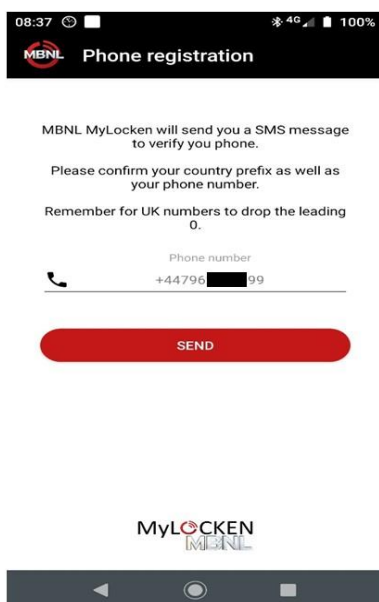 08:37 4G 100%
MBNL Phone registration
MBNL MyLocken will send you a SMS message
to verify you phone.
Please confirm your country prefix as well as
your phone number.
Remember for UK numbers to drop the leading
0.
Phone number
+44796 99
SEND
MyLOCKEN
MBNL